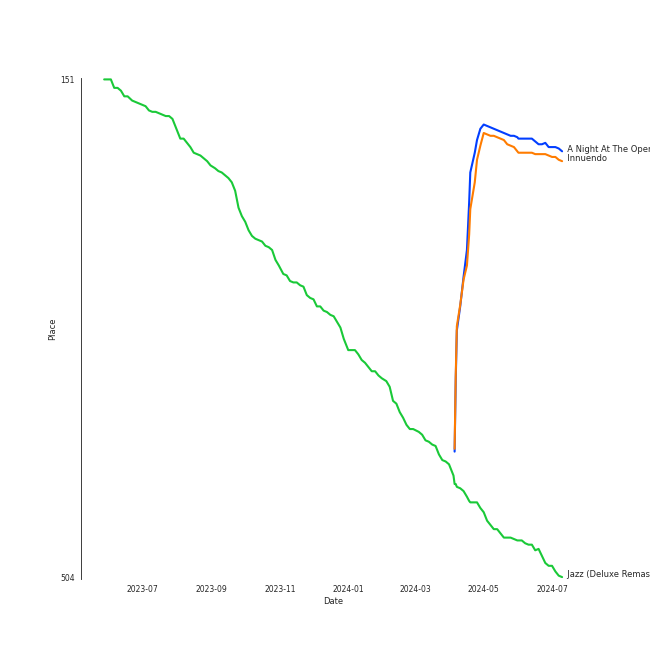 151
A Night At The Oper
Innuendo
Place
Jazz (Deluxe Remas
504
2023-07
2023-09
2023-11
2024-01
2024-03
2024-05
2024-07
Date